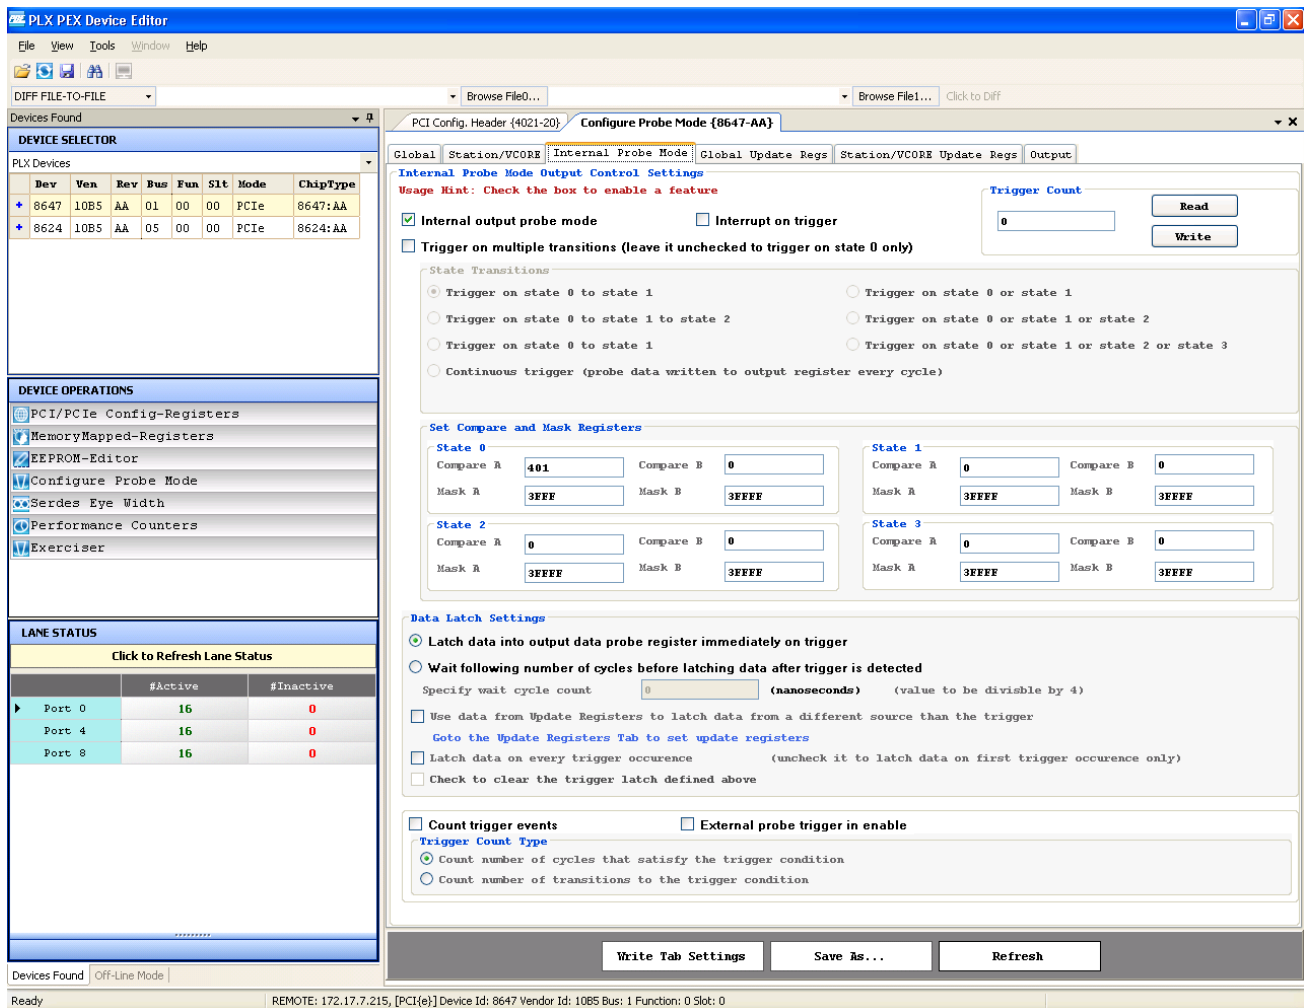 PLX PEX Device Editor
File View Tools Window Help
DIFF FILE-TO-FILE Browse File0... Browse File1... Click to Diff
Devices Found
DEVICE SELECTOR
PLX Devices
Dev Ven Rev Bus Fun Slt Mode ChipType
+ 8647 10B5 AA 01 00 00 PCIe 8647:AA
+ 8624 10B5 AA 05 00 00 PCIe 8624:AA
DEVICE OPERATIONS
PCI/PCIe Config-Registers
MemoryMapped-Registers
EEPROM-Editor
Configure Probe Mode
Serdes Eye Width
Performance Counters
Exerciser
LANE STATUS
Click to Refresh Lane Status
#Active #Inactive
Port 0 16 0
Port 4 16 0
Port 8 16 0
Devices Found Off-Line Mode
PCI Config. Header {4021-20} Configure Probe Mode {8647-AA}
Global Station/VCORE Internal Probe Mode Global Update Regs Station/VCORE Update Regs Output
Internal Probe Mode Output Control Settings
Usage Hint: Check the box to enable a feature
Internal output probe mode Interrupt on trigger
Trigger on multiple transitions (leave it unchecked to trigger on state 0 only)
Trigger Count
0 Read
Write
State Transitions
Trigger on state 0 to state 1 Trigger on state 0 or state 1
Trigger on state 0 to state 1 to state 2 Trigger on state 0 or state 1 or state 2
Trigger on state 0 to state 1 Trigger on state 0 or state 1 or state 2 or state 3
Continuous trigger (probe data written to output register every cycle)
Set Compare and Mask Registers
State 0
Compare A 401 Compare B 0
Mask A 3FFF Mask B 3FFFF
State 1
Compare A 0 Compare B 0
Mask A 3FFFF Mask B 3FFFF
State 2
Compare A 0 Compare B 0
Mask A 3FFFF Mask B 3FFFF
State 3
Compare A 0 Compare B 0
Mask A 3FFFF Mask B 3FFFF
Data Latch Settings
Latch data into output data probe register immediately on trigger
Wait following number of cycles before latching data after trigger is detected
Specify wait cycle count 0 (nanoseconds) (value to be divisble by 4)
Use data from Update Registers to latch data from a different source than the trigger
Goto the Update Registers Tab to set update registers
Latch data on every trigger occurence (uncheck it to latch data on first trigger occurence only)
Check to clear the trigger latch defined above
Count trigger events External probe trigger in enable
Trigger Count Type
Count number of cycles that satisfy the trigger condition
Count number of transitions to the trigger condition
Write Tab Settings Save As... Refresh
Ready REMOTE: 172.17.7.215, [PCI{e}] Device Id: 8647 Vendor Id: 10B5 Bus: 1 Function: 0 Slot: 0